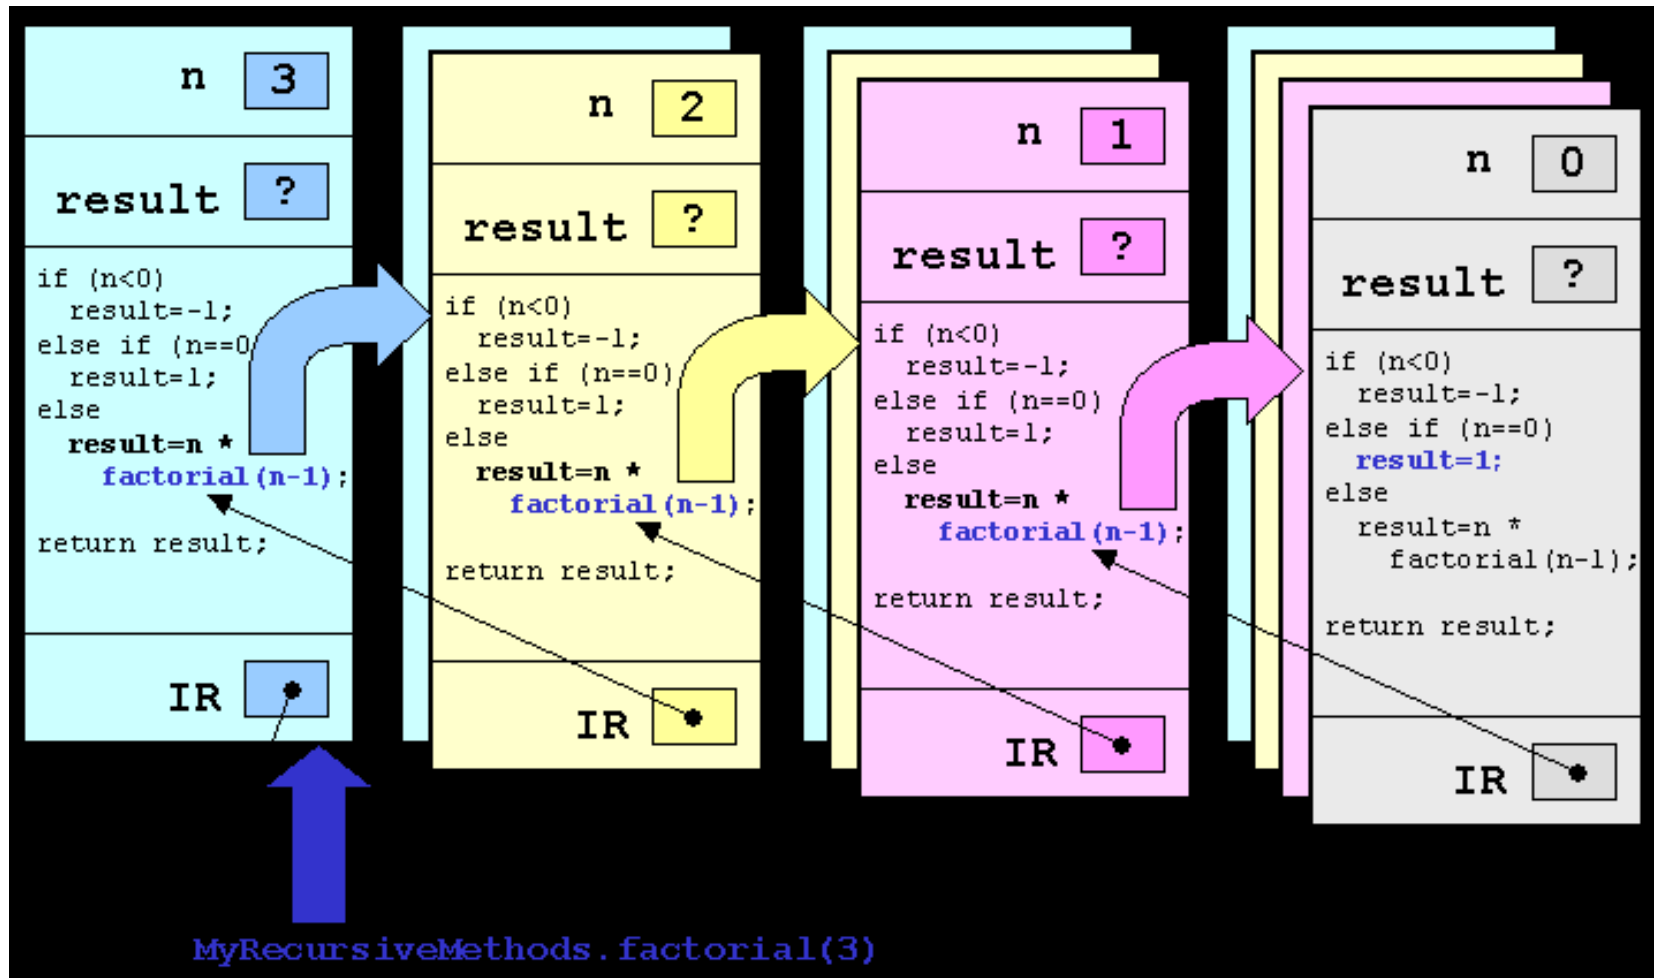 n 3
result ?
if (n<0)
result=-1;
else if (n==0
result=1;
else
result=n *
factorial(n-1);
return result;
IR
n 2
result ?
if (n<0)
result=-1;
else if (n==0)
result=1;
else
result=n *
factorial(n-1);
return result;
IR
n 1
result ?
if (n<0)
result=-1;
else if (n==0)
result=1;
else
result=n *
factorial(n-1);
return result;
IR
n 0
result ?
if (n<0)
result=-1;
else if (n==0)
result=1;
else
result=n *
factorial(n-1);
return result;
IR
MyRecursiveMethods.factorial(3)